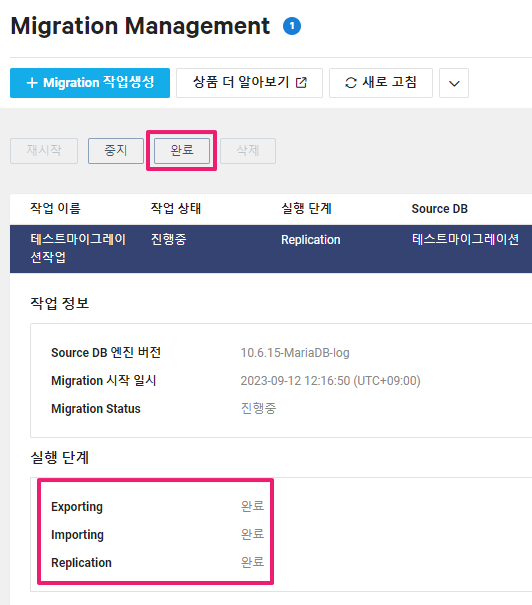 Migration Management 1
+ Migration 작업생성 상품 더 알아보기 새로 고침
재시작 중지 완료 삭제
작업 이름 작업 상태 실행 단계 Source DB
테스트마이그레이 진행중 Replication 테스트마이그레이션
션작업
작업 정보
Source DB 엔진 버전 10.6.15-MariaDB-log
Migration 시작 일시 2023-09-12 12:16:50 (UTC+09:00)
Migration Status 진행중
실행 단계
Exporting 완료
Importing 완료
Replication 완료